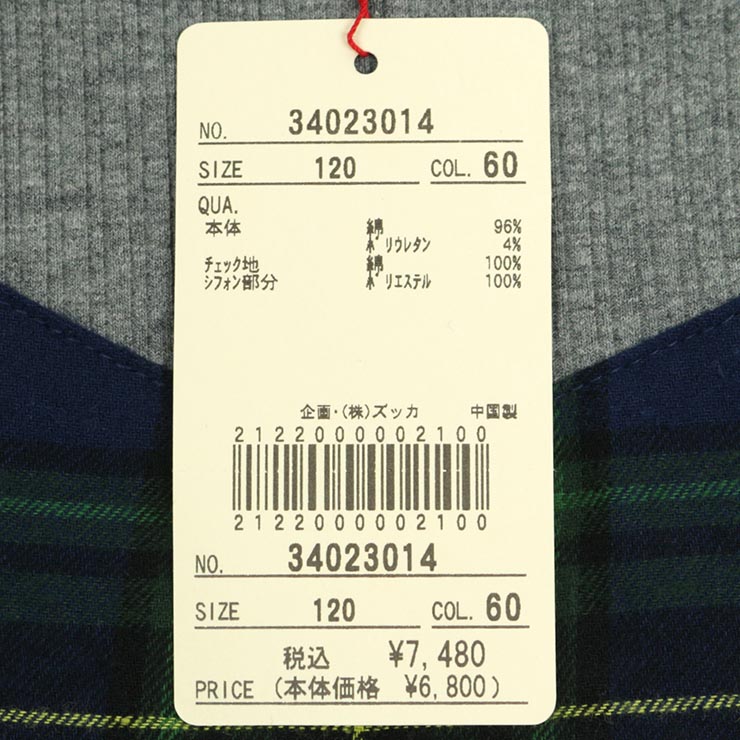 NO. 34023014
SIZE 120 COL. 60
QUA.
本体 綿 96%
ポリウレタン 4%
チェック地 綿 100%
シフォン部分 ポリエステル 100%
企画・(株)ズッカ 中国製
2122000002100
2122000002100
NO. 34023014
SIZE 120 COL. 60
税込 ¥7,480
PRICE (本体価格 ¥6,800)